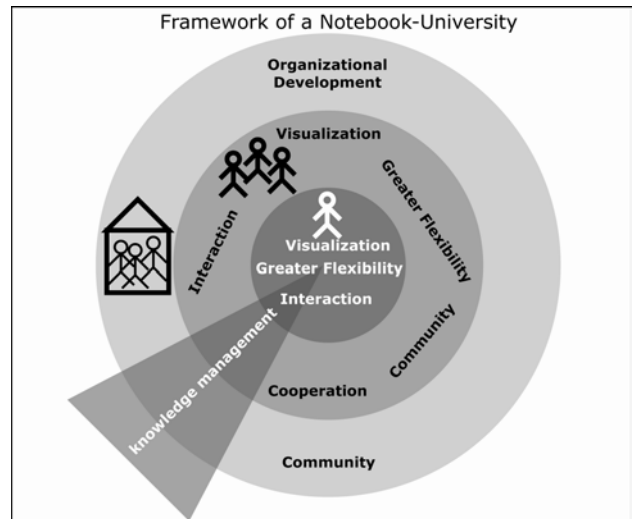 Framework of a Notebook-University
Organizational
Development
Visualization
Greater Flexibility
Interaction
Visualization
Greater Flexibility
Interaction
Community
knowledge management
Cooperation
Community